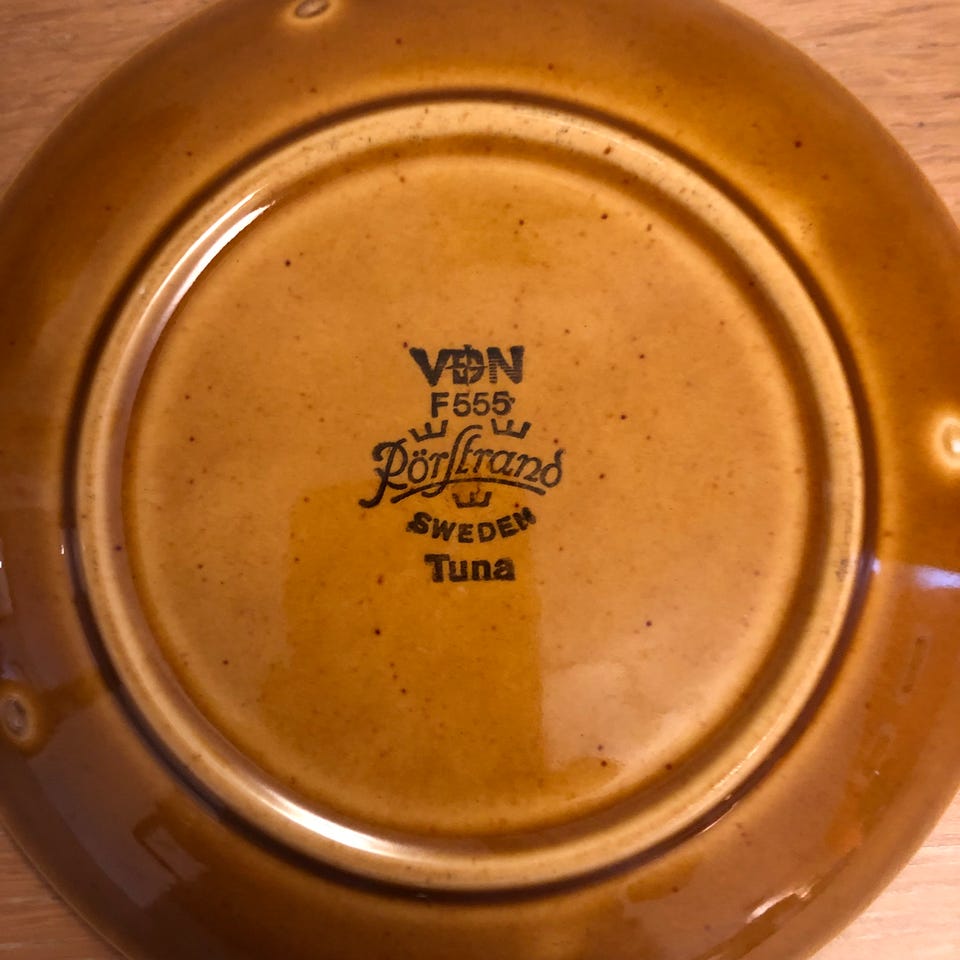 VDN
F555
Rörstrand
SWEDEN
Tuna